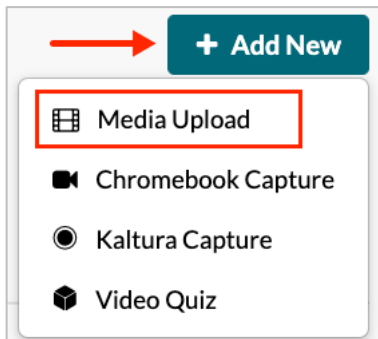 + Add New
Media Upload
Chromebook Capture
Kaltura Capture
Video Quiz